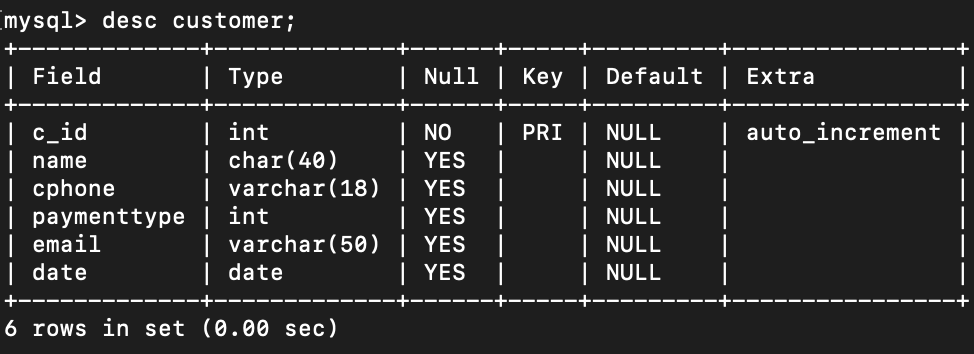 [mysql> desc customer;
+-------------+-------------+------+-----+---------+----------------+
| Field       | Type        | Null | Key | Default | Extra          |
+-------------+-------------+------+-----+---------+----------------+
| c_id        | int         | NO   | PRI | NULL    | auto_increment |
| name        | char(40)    | YES  |     | NULL    |                |
| cphone      | varchar(18) | YES  |     | NULL    |                |
| paymenttype | int         | YES  |     | NULL    |                |
| email       | varchar(50) | YES  |     | NULL    |                |
| date        | date        | YES  |     | NULL    |                |
+-------------+-------------+------+-----+---------+----------------+
6 rows in set (0.00 sec)